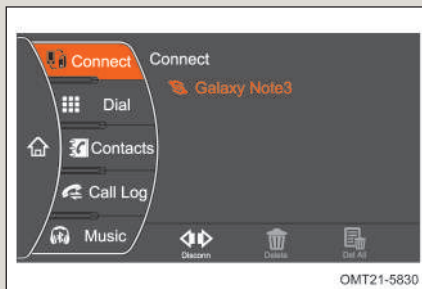 Connect
Connect
Galaxy Note3
Dial
Contacts
Call Log
Music
Disconn
Delete
Del All
OMT21-5830